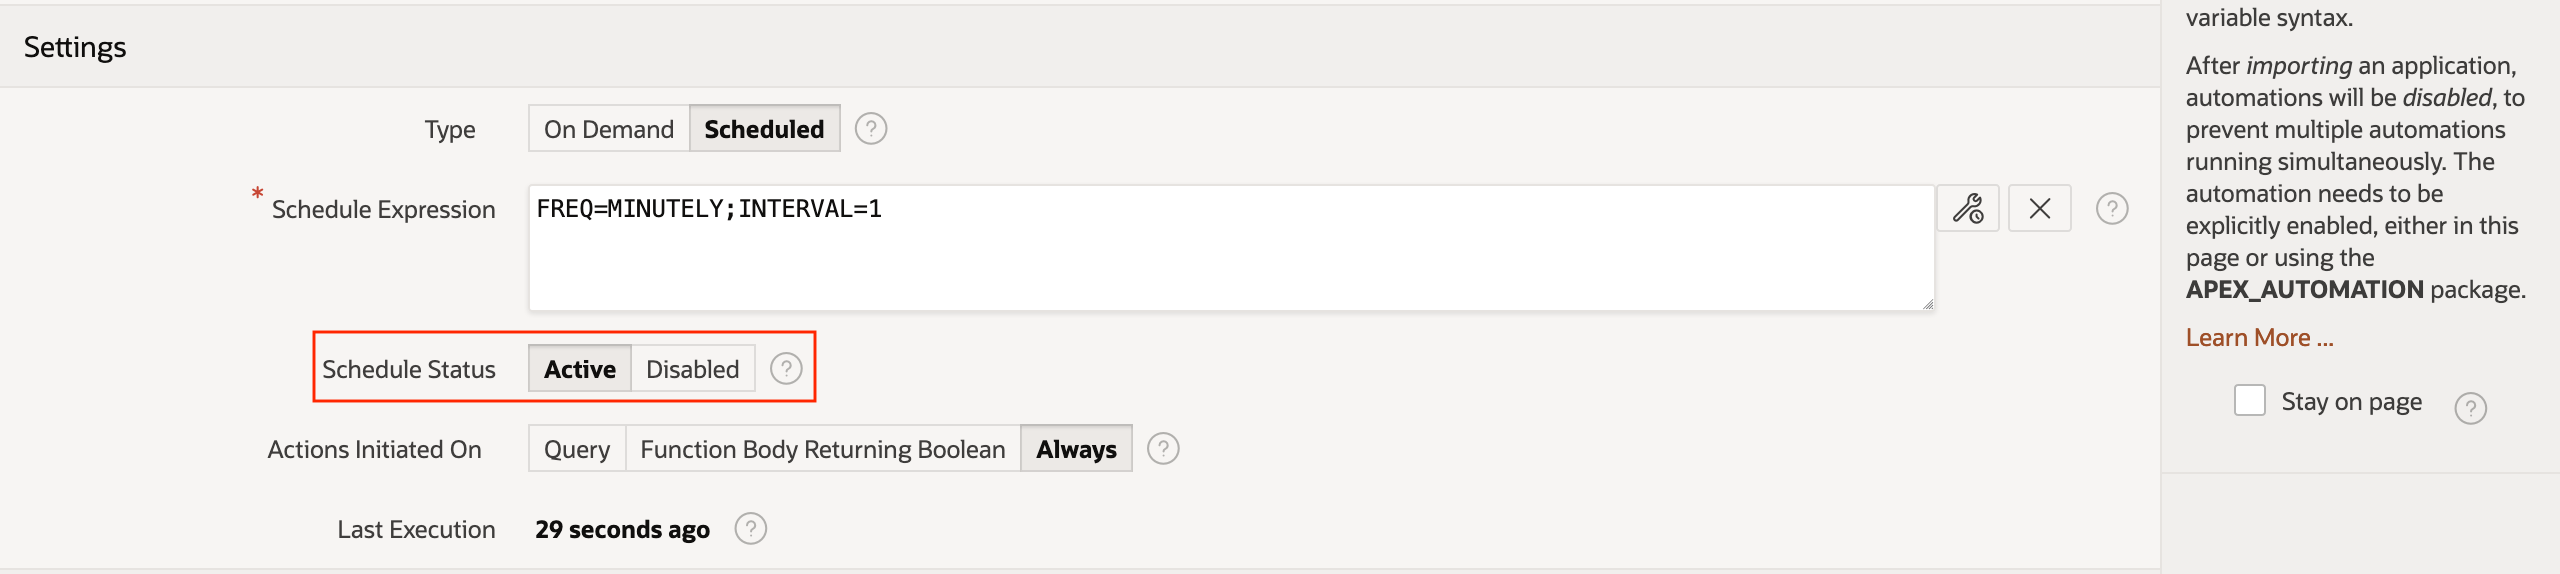 Settings
Type On Demand Scheduled ?
* Schedule Expression FREQ=MINUTELY;INTERVAL=1 ?
Schedule Status Active Disabled ?
Actions Initiated On Query Function Body Returning Boolean Always ?
Last Execution 29 seconds ago ?
variable syntax.
After importing an application,
automations will be disabled, to
prevent multiple automations
running simultaneously. The
automation needs to be
explicitly enabled, either in this
page or using the
APEX_AUTOMATION package.
Learn More ...
Stay on page ?